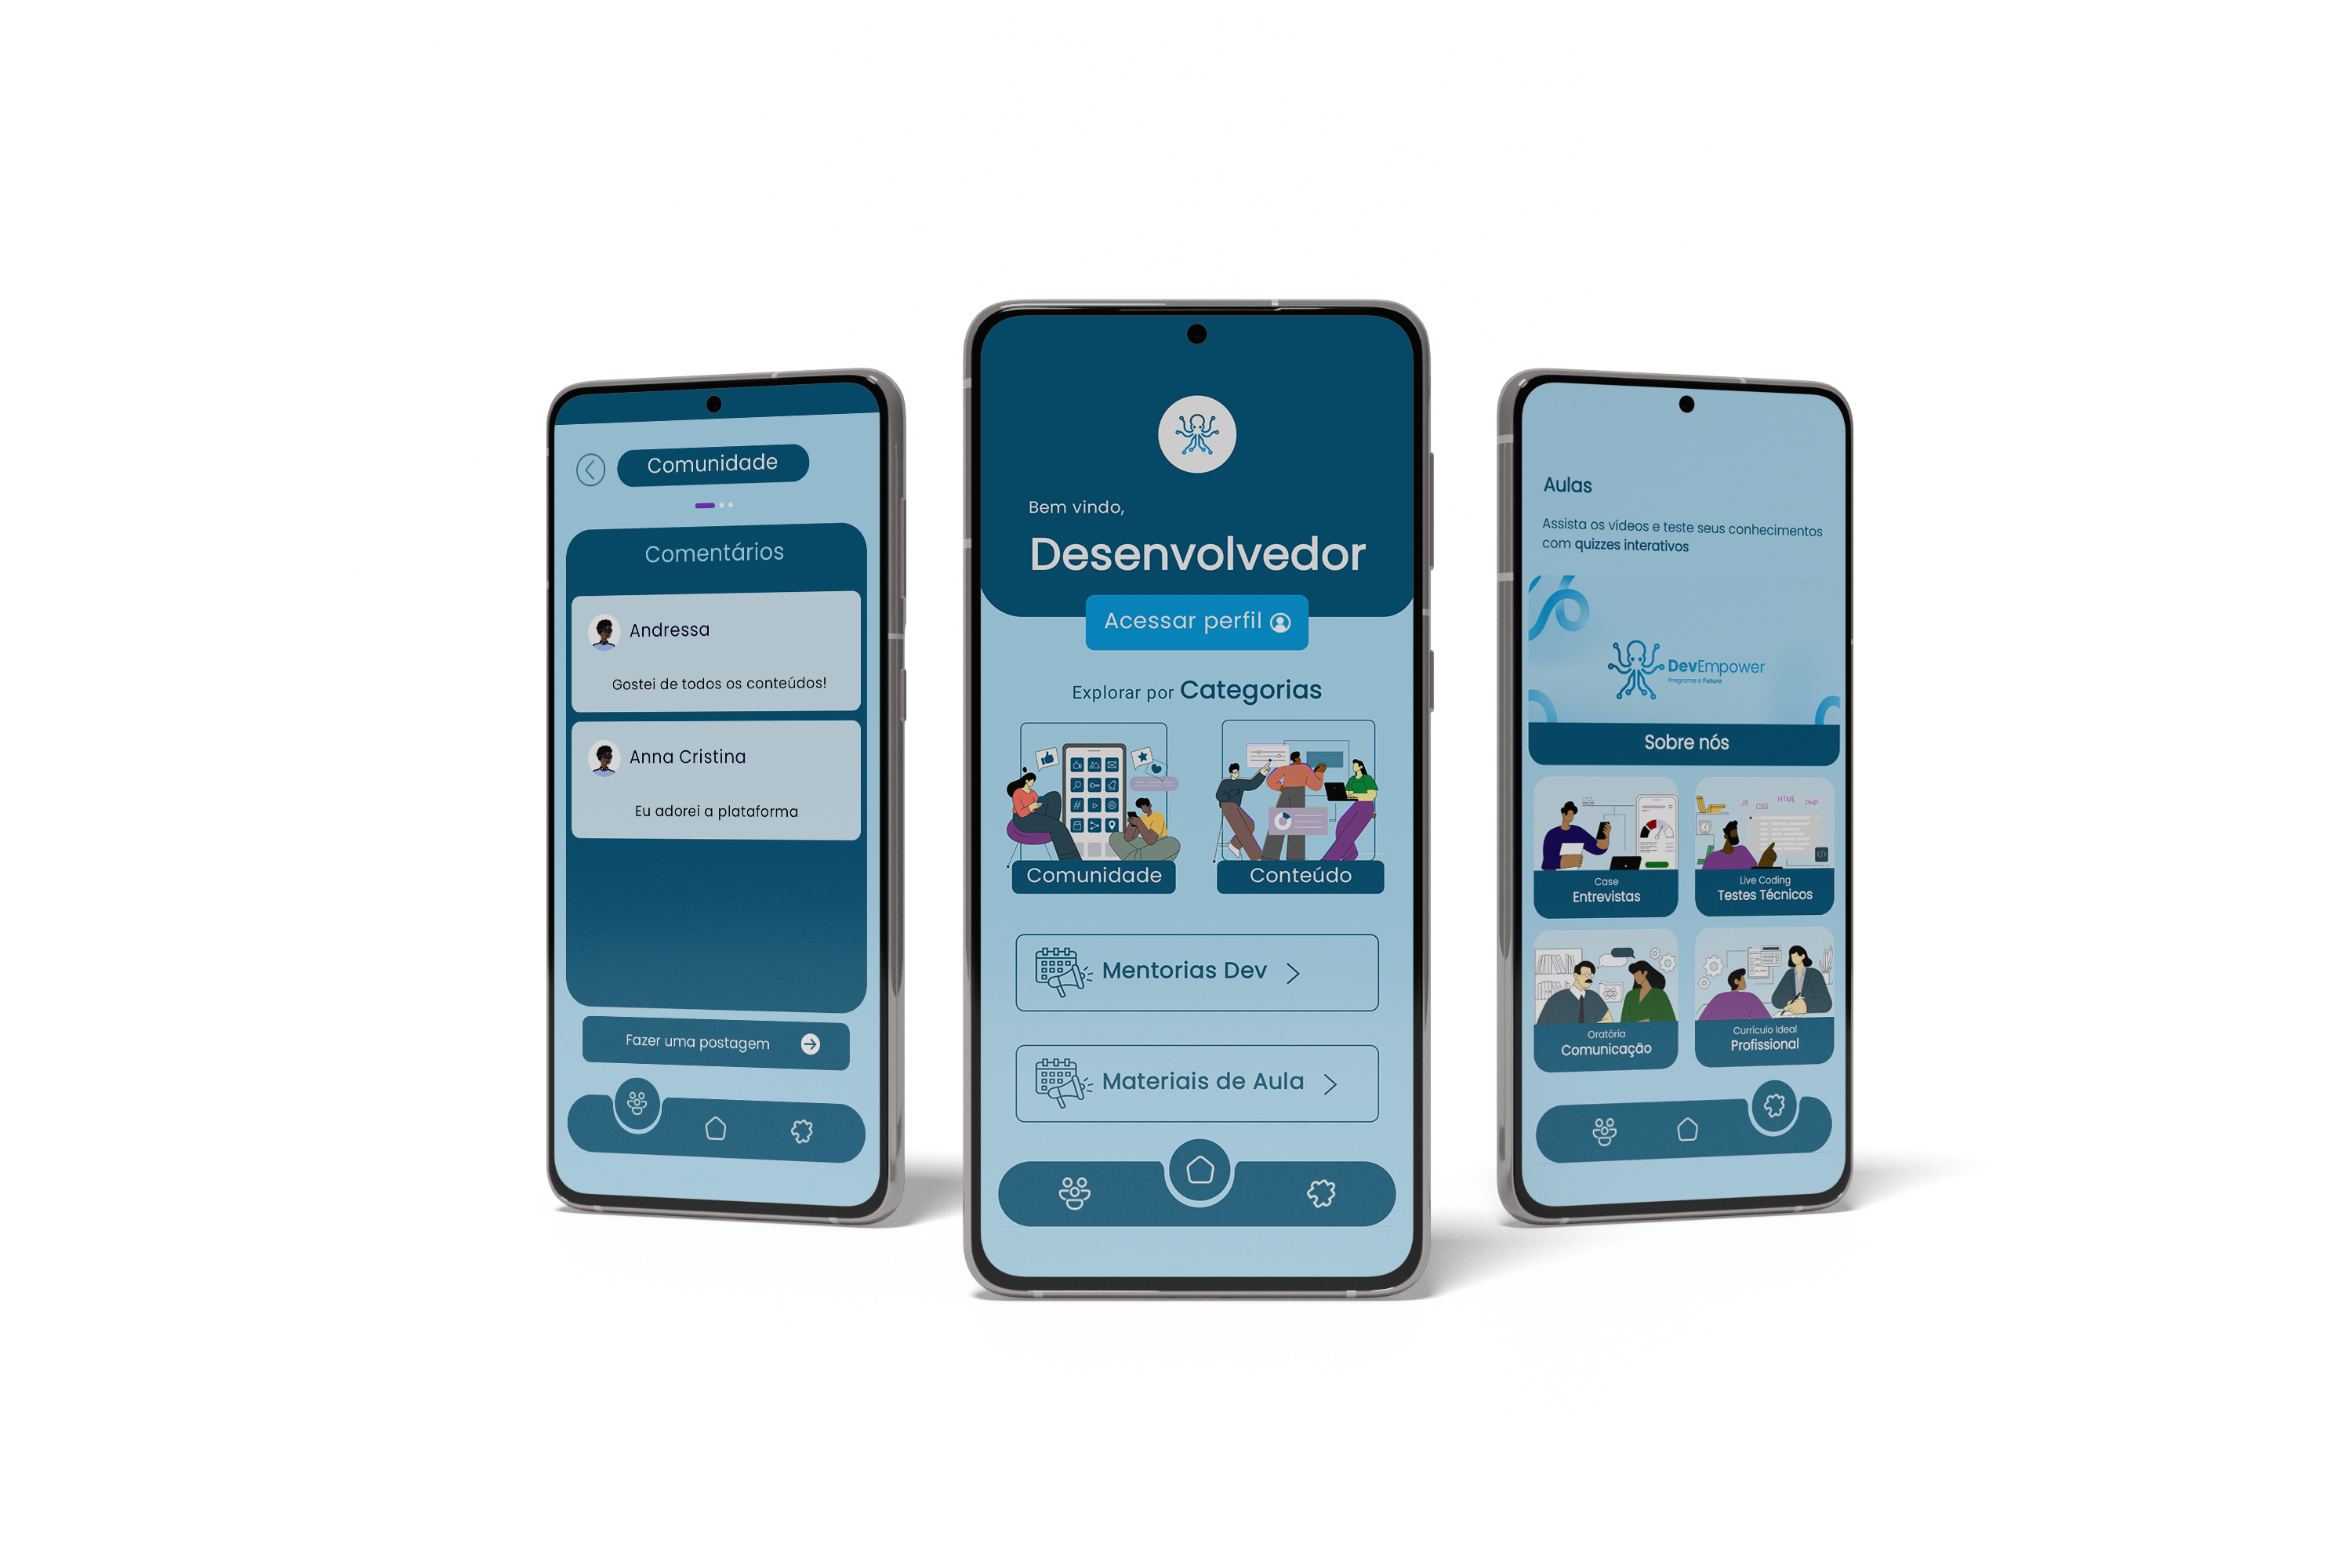 Comunidade
Comentários
Andressa
Gostei de todos os conteúdos!
Anna Cristina
Eu adorei a plataforma
Fazer uma postagem
Bem vindo,
Desenvolvedor
Acessar perfil
Explorar por Categorias
Comunidade
Conteúdo
Mentorias Dev
Materiais de Aula
Aulas
Assista os vídeos e teste seus conhecimentos
com quizzes interativos
DevEmpower
Programe o Futuro
Sobre nós
JS CSS HTML PHP
Case
Entrevistas
Live Coding
Testes Técnicos
Oratória
Comunicação
Currículo Ideal
Profissional